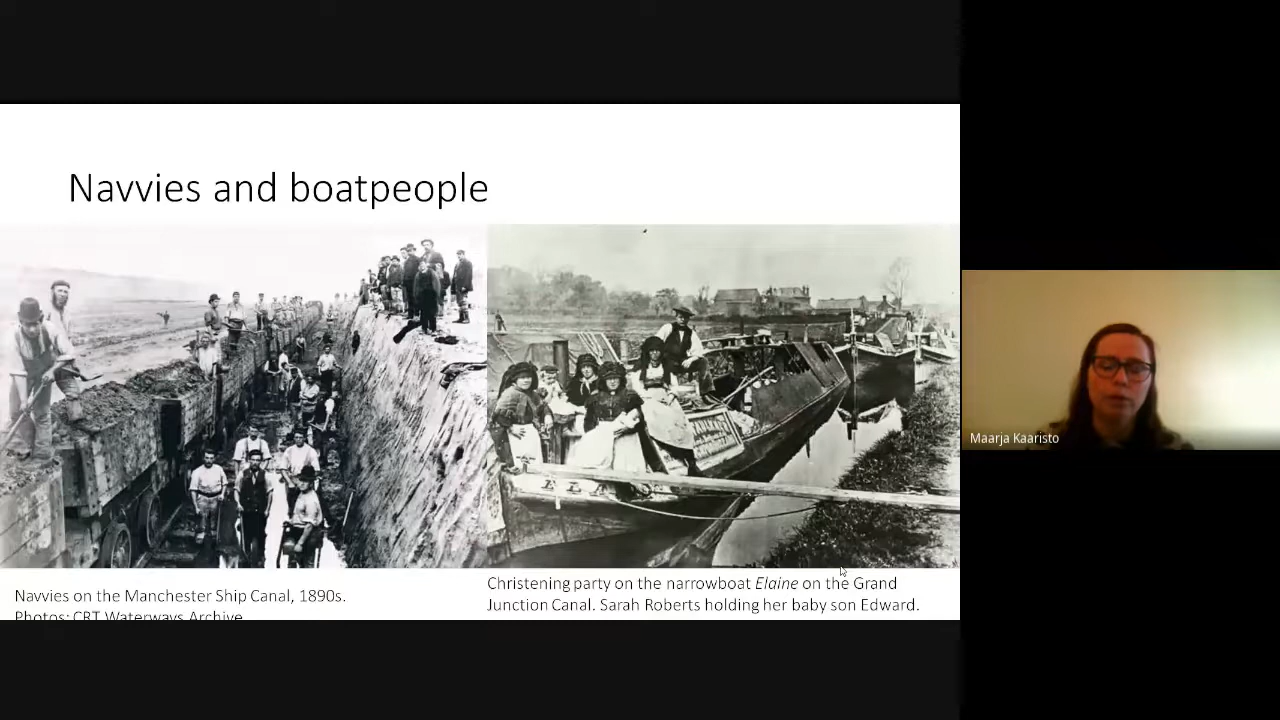 Navvies and boatpeople
Navvies on the Manchester Ship Canal, 1890s.
Photos: CRT Waterways Archive
Christening party on the narrowboat Elaine on the Grand
Junction Canal. Sarah Roberts holding her baby son Edward.
Maarja Kaaristo